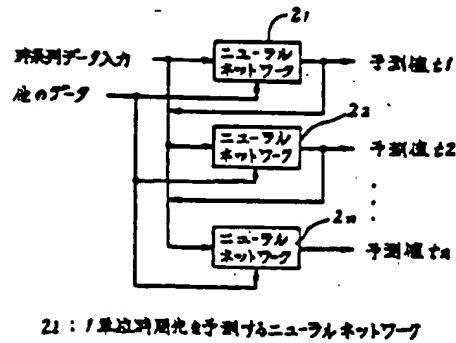 21
時系列データ入力
ニューラル
ネットワーク
予測値t1
他のデータ
22
ニューラル
ネットワーク
予測値t2
2n
ニューラル
ネットワーク
予測値tn
21:1単位時間先を予測するニューラルネットワーク